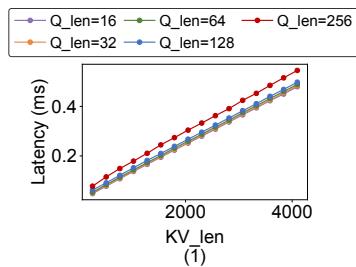 Q_len=16 Q_len=64 Q_len=256
Q_len=32 Q_len=128
Latency (ms)
0.4
0.2
2000 4000
KV_len
(1)